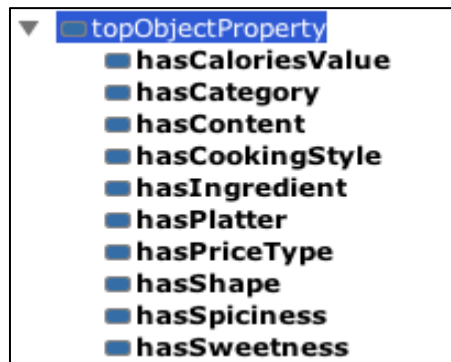 topObjectProperty
hasCaloriesValue
hasCategory
hasContent
hasCookingStyle
hasIngredient
hasPlatter
hasPriceType
hasShape
hasSpiciness
hasSweetness